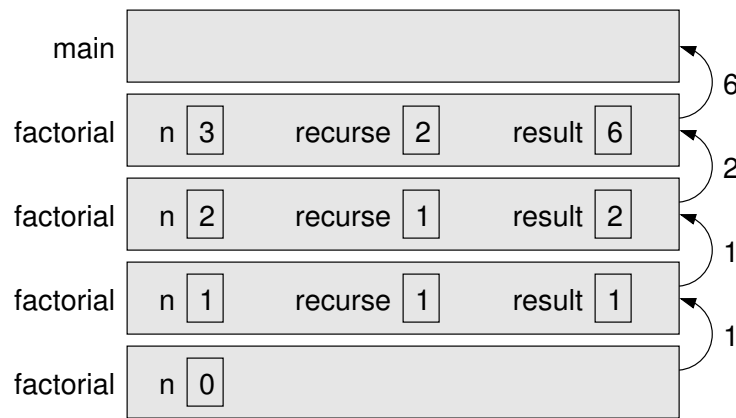 main
6
factorial n 3 recurse 2 result 6
2
factorial n 2 recurse 1 result 2
1
factorial n 1 recurse 1 result 1
1
factorial n 0